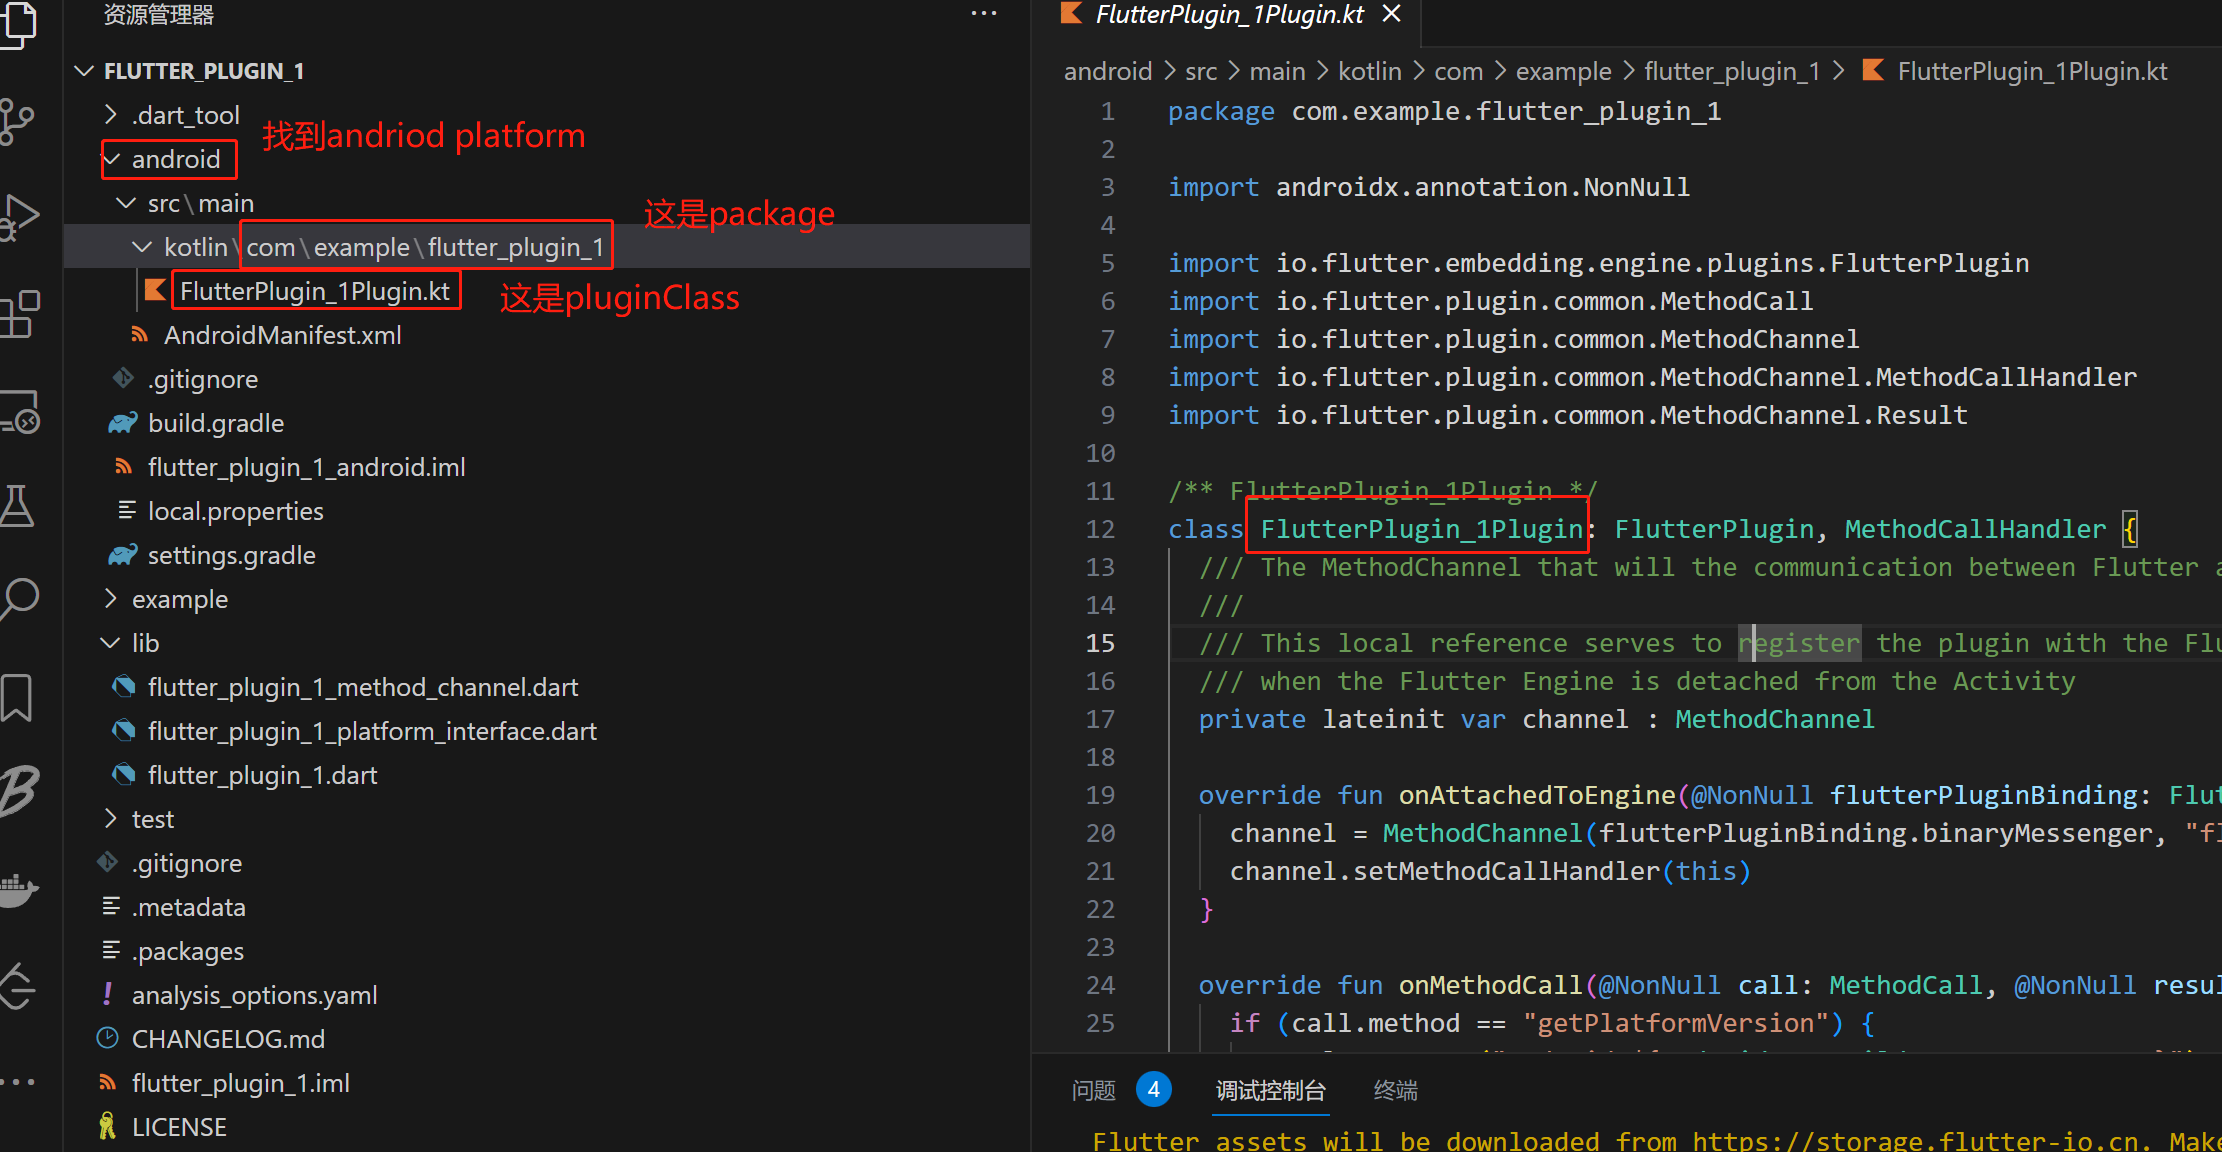 资源管理器
FLUTTER_PLUGIN_1
.dart_tool
找到andriod platform
android
src\main
这是package
kotlin\com\example\flutter_plugin_1
FlutterPlugin_1Plugin.kt
这是pluginClass
AndroidManifest.xml
.gitignore
build.gradle
flutter_plugin_1_android.iml
local.properties
settings.gradle
example
lib
flutter_plugin_1_method_channel.dart
flutter_plugin_1_platform_interface.dart
flutter_plugin_1.dart
test
.gitignore
.metadata
.packages
analysis_options.yaml
CHANGELOG.md
flutter_plugin_1.iml
LICENSE
FlutterPlugin_1Plugin.kt
android > src > main > kotlin > com > example > flutter_plugin_1 > FlutterPlugin_1Plugin.kt
1 package com.example.flutter_plugin_1
2
3 import androidx.annotation.NonNull
4
5 import io.flutter.embedding.engine.plugins.FlutterPlugin
6 import io.flutter.plugin.common.MethodCall
7 import io.flutter.plugin.common.MethodChannel
8 import io.flutter.plugin.common.MethodChannel.MethodCallHandler
9 import io.flutter.plugin.common.MethodChannel.Result
10
11 /** FlutterPlugin_1Plugin */
12 class FlutterPlugin_1Plugin: FlutterPlugin, MethodCallHandler {
13 /// The MethodChannel that will the communication between Flutter a
14 ///
15 /// This local reference serves to register the plugin with the Flu
16 /// when the Flutter Engine is detached from the Activity
17 private lateinit var channel : MethodChannel
18
19 override fun onAttachedToEngine(@NonNull flutterPluginBinding: Flut
20 channel = MethodChannel(flutterPluginBinding.binaryMessenger, "fl
21 channel.setMethodCallHandler(this)
22 }
23
24 override fun onMethodCall(@NonNull call: MethodCall, @NonNull resul
25 if (call.method == "getPlatformVersion") {
问题 4 调试控制台 终端
Flutter assets will be downloaded from https://storage.flutter-io.cn. Make